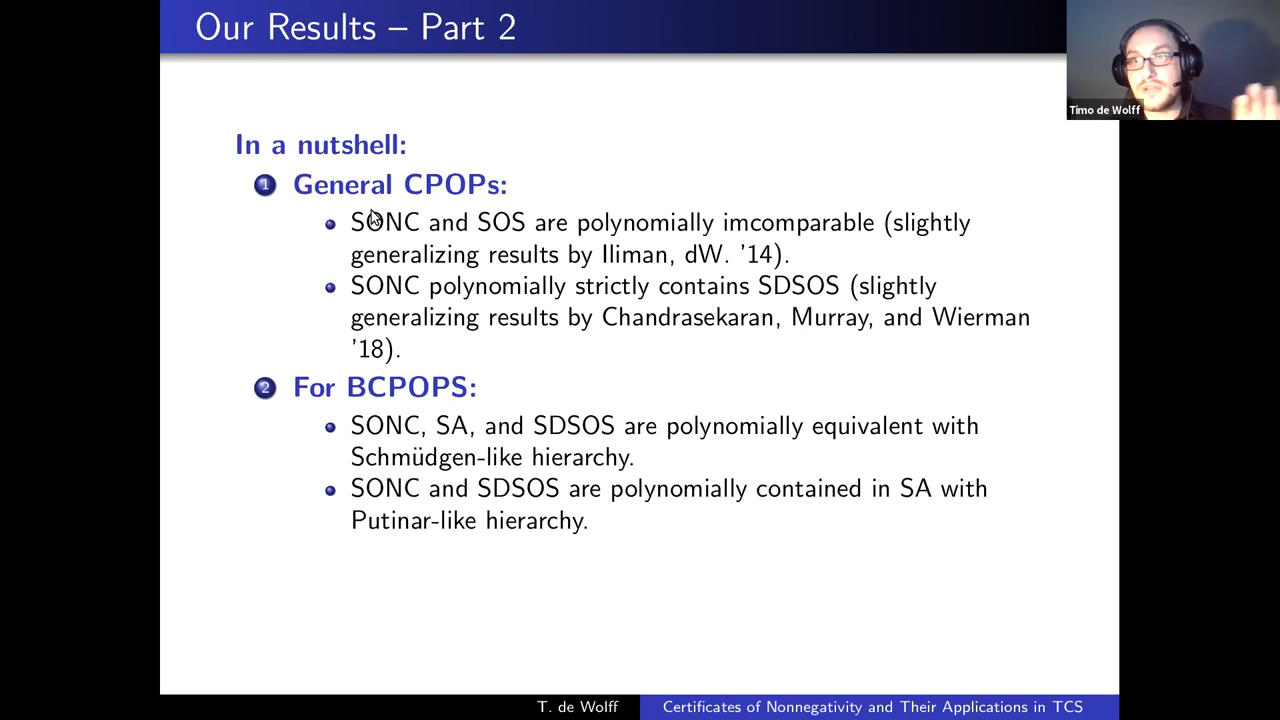 Our Results – Part 2
Timo de Wolff
In a nutshell:
1 General CPOPs:
SONC and SOS are polynomially imcomparable (slightly
generalizing results by Iliman, dW. '14).
SONC polynomially strictly contains SDSOS (slightly
generalizing results by Chandrasekaran, Murray, and Wierman
'18).
2 For BCPOPS:
SONC, SA, and SDSOS are polynomially equivalent with
Schmüdgen-like hierarchy.
SONC and SDSOS are polynomially contained in SA with
Putinar-like hierarchy.
T. de Wolff
Certificates of Nonnegativity and Their Applications in TCS